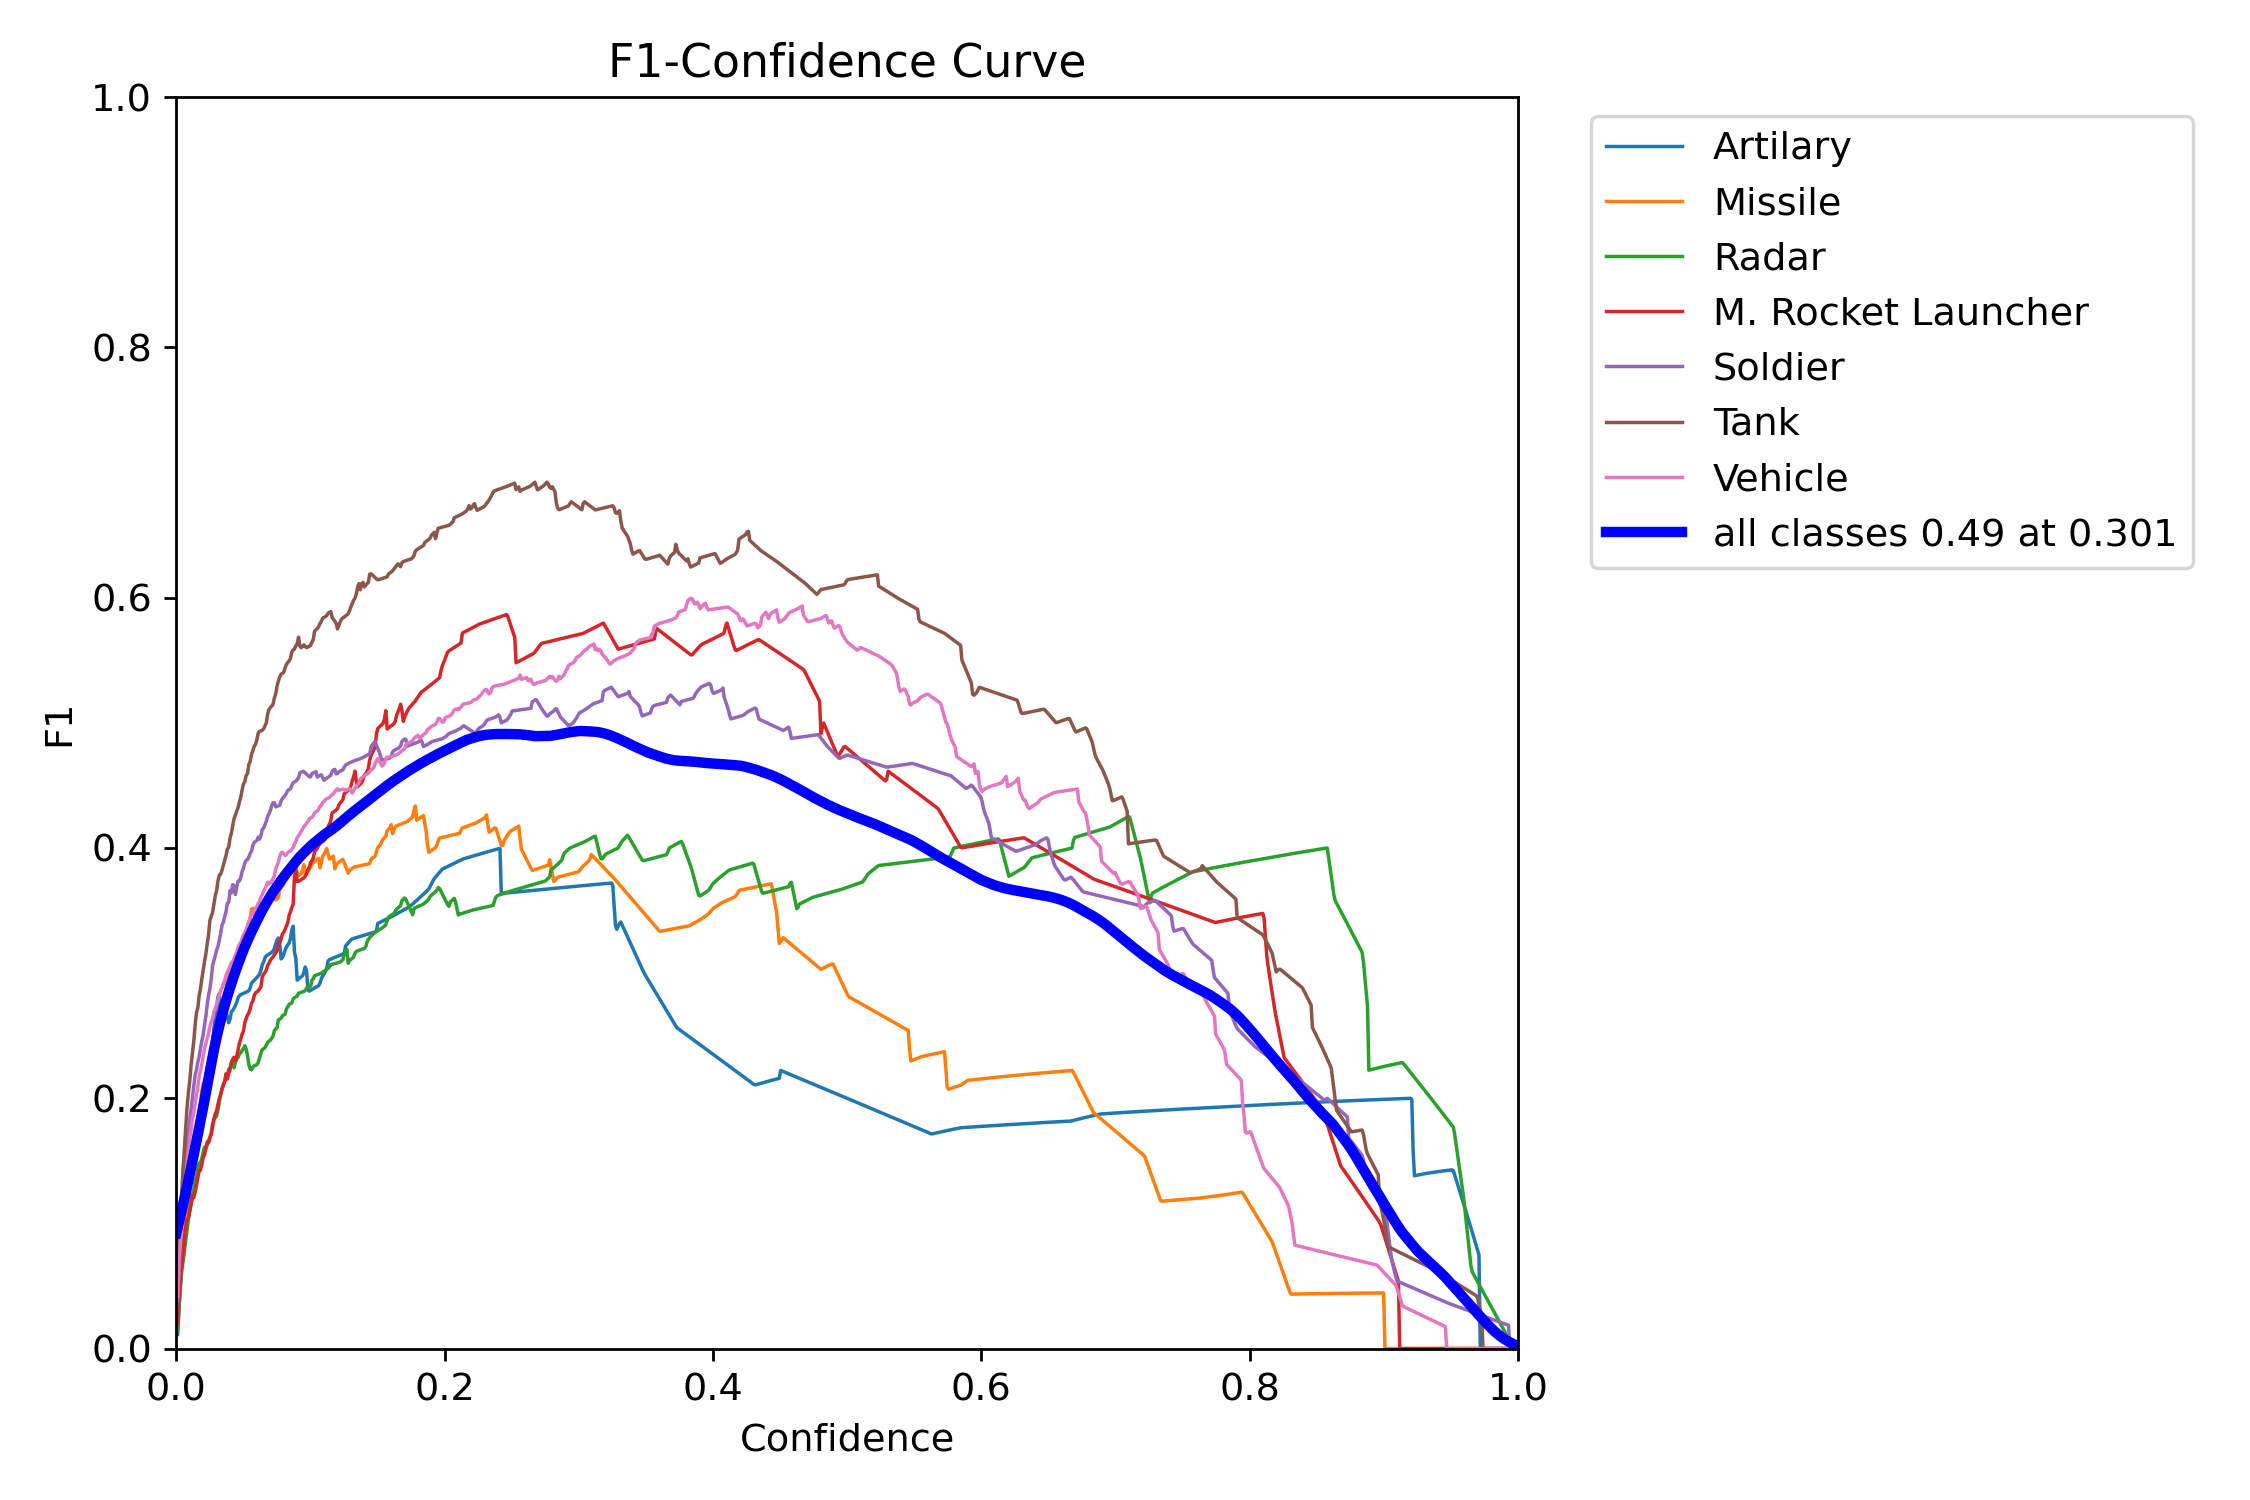 F1-Confidence Curve
1.0
0.8
0.6
0.4
0.2
0.0
F1
0.0 0.2 0.4 0.6 0.8 1.0
Confidence
Artilary
Missile
Radar
M. Rocket Launcher
Soldier
Tank
Vehicle
all classes 0.49 at 0.301